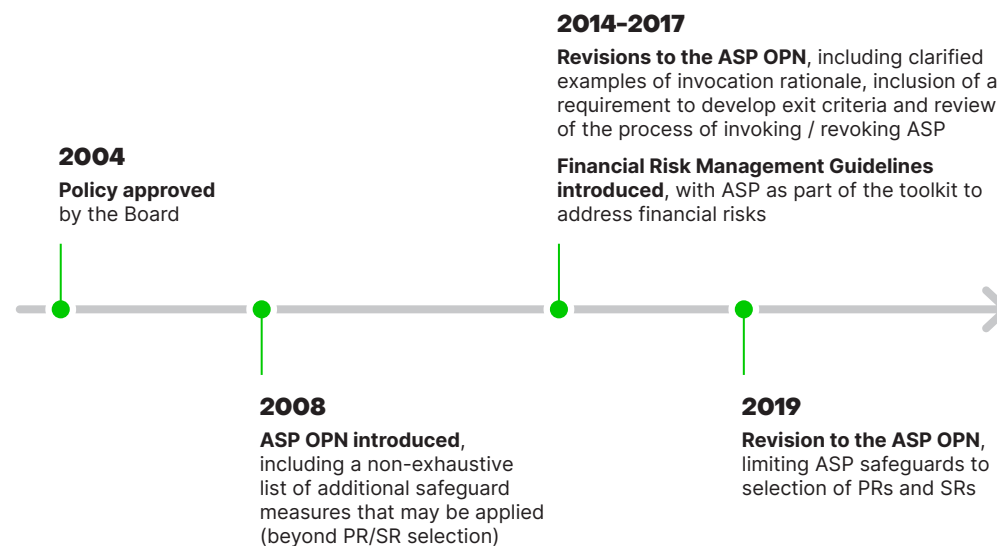 2014–2017
Revisions to the ASP OPN, including clarified
examples of invocation rationale, inclusion of a
requirement to develop exit criteria and review
of the process of invoking / revoking ASP
Financial Risk Management Guidelines
introduced, with ASP as part of the toolkit to
address financial risks
2004
Policy approved
by the Board
2008
ASP OPN introduced,
including a non-exhaustive
list of additional safeguard
measures that may be applied
(beyond PR/SR selection)
2019
Revision to the ASP OPN,
limiting ASP safeguards to
selection of PRs and SRs